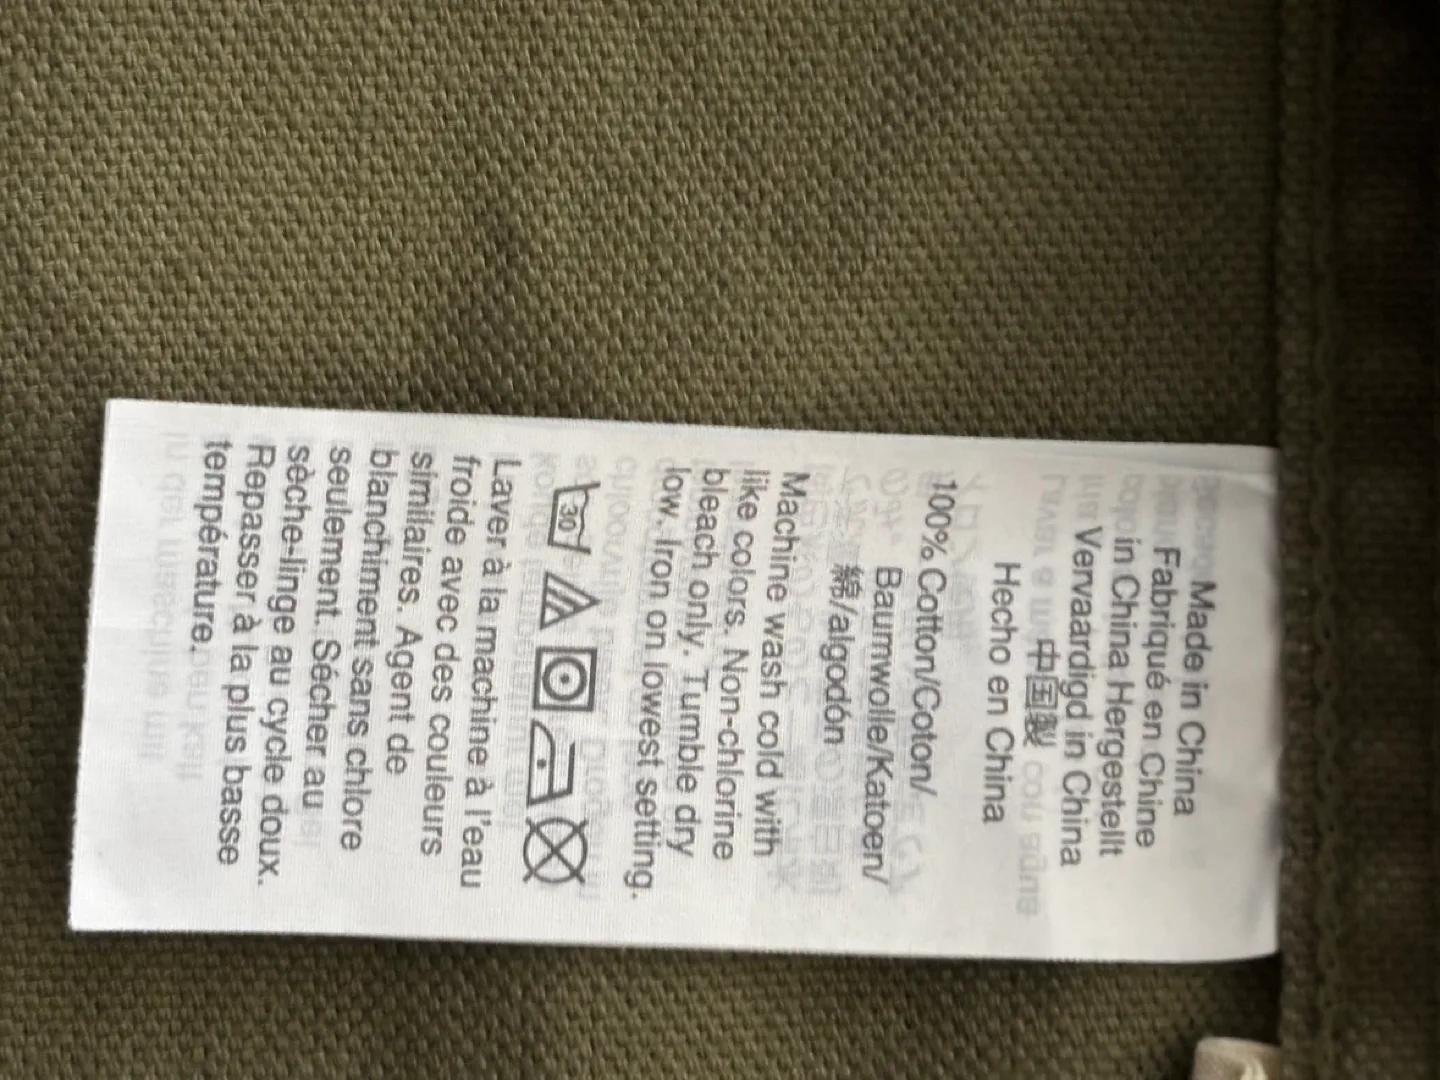 Made in China
Fabriqué en Chine
in China Hergestellt
Vervaardigd in China
中国製
Hecho en China
100% Cotton/Coton/
Baumwolle/Katoen/
綿/algodón
Machine wash cold with
like colors. Non-chlorine
bleach only. Tumble dry
low. Iron on lowest setting.
30
Laver à la machine à l'eau
froide avec des couleurs
similaires. Agent de
blanchiment sans chlore
seulement. Sécher au
sèche-linge au cycle doux.
Repasser à la plus basse
température.